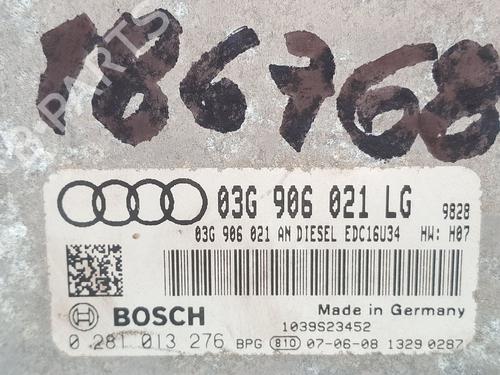 186768
B-PARTS
03G 906 021 LG 9828
03G 906 021 AN DIESEL EDC16U34 HW: H07
BOSCH
Made in Germany
1039S23452
0 281 013 276 BPG 810 07-06-08 1329 0287